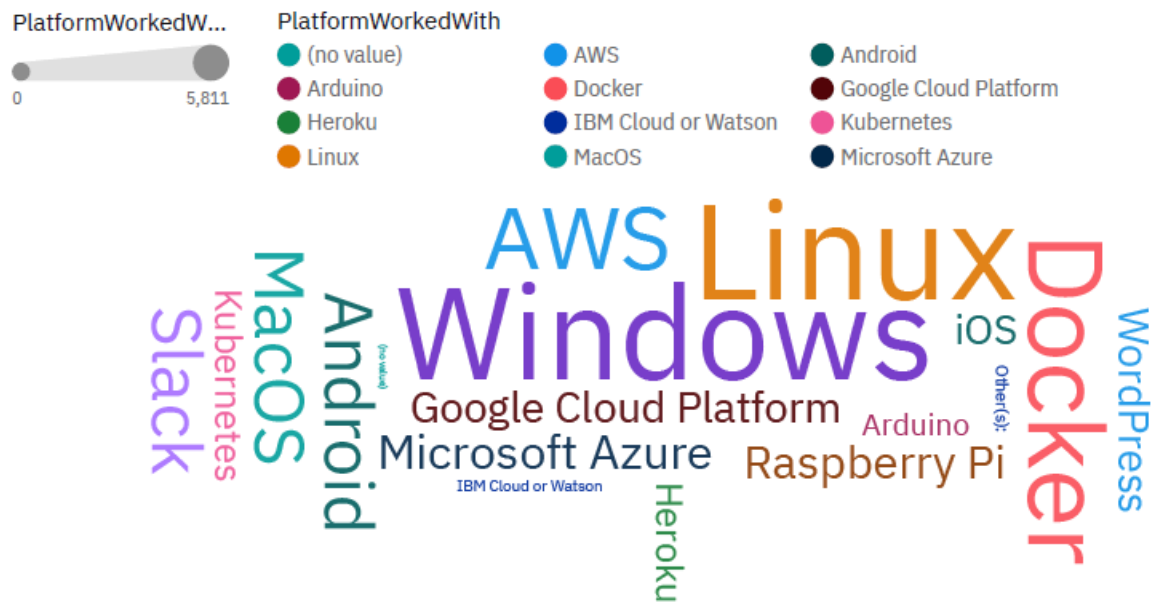 PlatformWorkedW...
0
5,811
PlatformWorkedWith
(no value)
AWS
Android
Arduino
Docker
Google Cloud Platform
Heroku
IBM Cloud or Watson
Kubernetes
Linux
MacOS
Microsoft Azure
AWS
Linux
Windows
Docker
MacOS
Slack
Kubernetes
Android
(no value)
iOS
WordPress
Other(s):
Google Cloud Platform
Arduino
Microsoft Azure
Raspberry Pi
IBM Cloud or Watson
Heroku